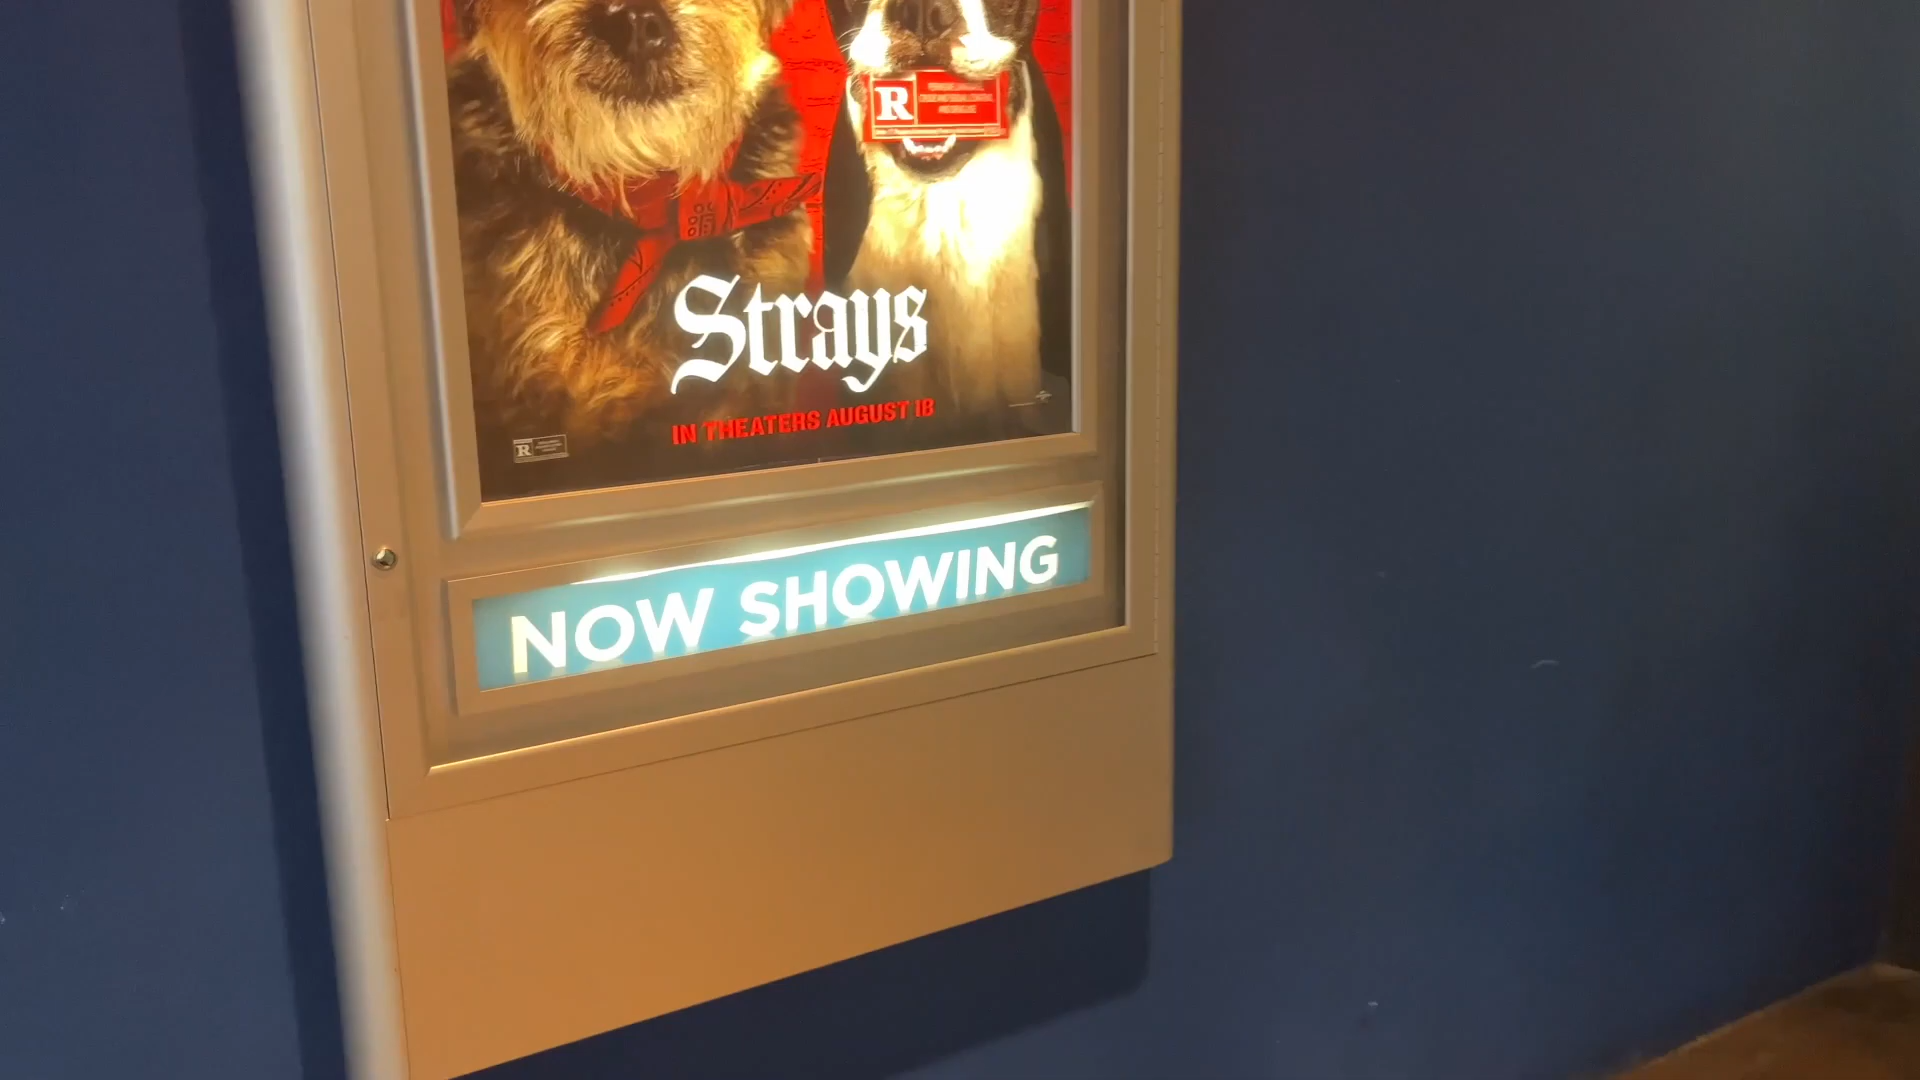 R
Strays
IN THEATERS AUGUST 18
R
NOW SHOWING